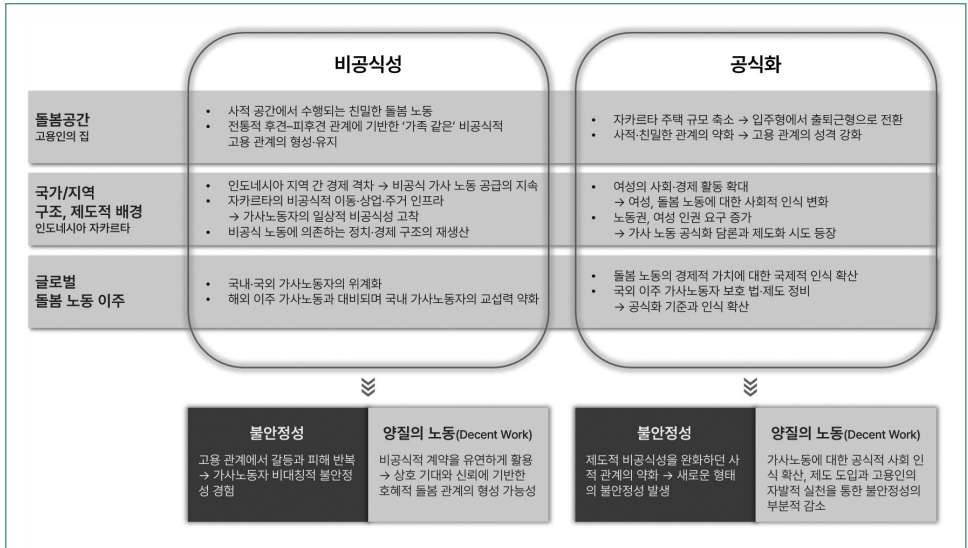 비공식성
공식화
돌봄공간
고용인의 집
• 사적 공간에서 수행되는 친밀한 돌봄 노동
• 전통적 후견–피후견 관계에 기반한 ‘가족 같은’ 비공식적
고용 관계의 형성·유지
• 자카르타 주택 규모 축소 → 입주형에서 출퇴근형으로 전환
• 사적·친밀한 관계의 약화 → 고용 관계의 성격 강화
국가/지역
구조, 제도적 배경
인도네시아 자카르타
• 인도네시아 지역 간 경제 격차 → 비공식 가사 노동 공급의 지속
• 자카르타의 비공식적 이동·상업·주거 인프라
→ 가사노동자의 일상적 비공식성 고착
• 비공식 노동에 의존하는 정치·경제 구조의 재생산
• 여성의 사회·경제 활동 확대
→ 여성, 돌봄 노동에 대한 사회적 인식 변화
• 노동권, 여성 인권 요구 증가
→ 가사 노동 공식화 담론과 제도화 시도 등장
글로벌
돌봄 노동 이주
• 국내·국외 가사노동자의 위계화
• 해외 이주 가사노동과 대비되며 국내 가사노동자의 교섭력 약화
• 돌봄 노동의 경제적 가치에 대한 국제적 인식 확산
• 국외 이주 가사노동자 보호 법·제도 정비
→ 공식화 기준과 인식 확산
불안정성
고용 관계에서 갈등과 피해 반복
→ 가사노동자 비대칭적 불안정
성 경험
양질의 노동(Decent Work)
비공식적 계약을 유연하게 활용
→ 상호 기대와 신뢰에 기반한
호혜적 돌봄 관계의 형성 가능성
불안정성
제도적 비공식성을 완화하던 사
적 관계의 약화 → 새로운 형태
의 불안정성 발생
양질의 노동(Decent Work)
가사노동에 대한 공식적 사회 인
식 확산, 제도 도입과 고용인의
자발적 실천을 통한 불안정성의
부분적 감소